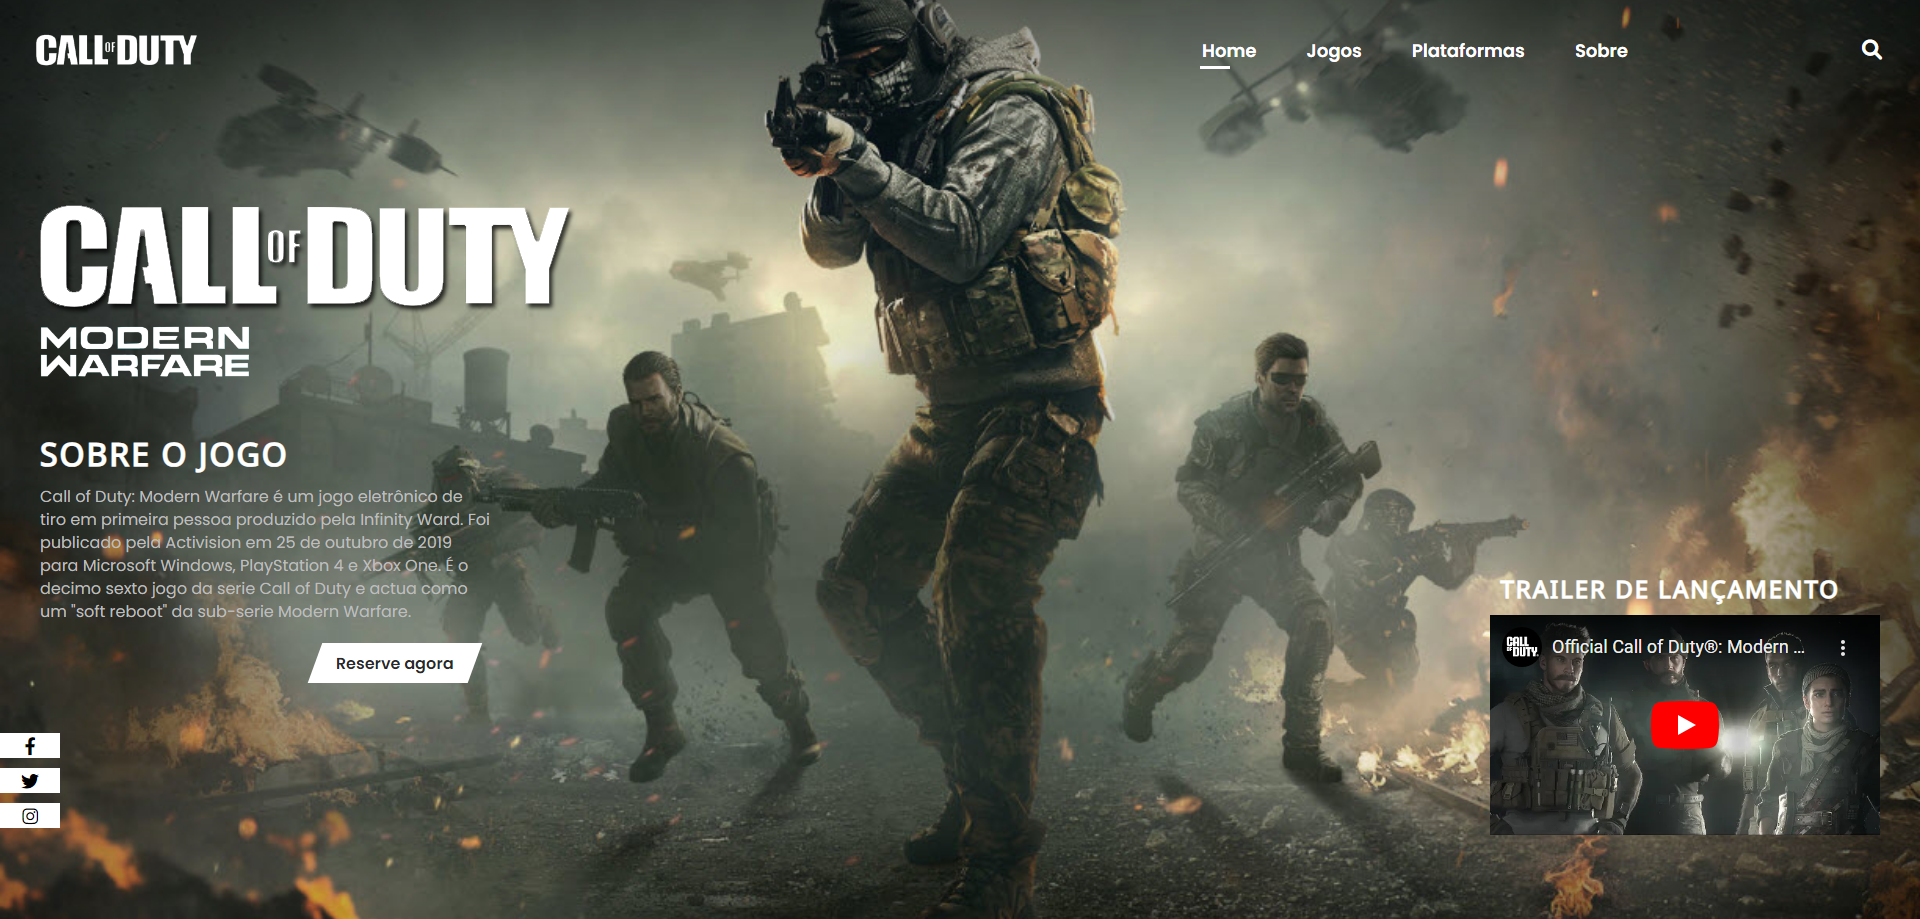 CALL OF DUTY
Home Jogos Plataformas Sobre
CALL OF DUTY
MODERN
WARFARE
SOBRE O JOGO
Call of Duty: Modern Warfare é um jogo eletrônico de
tiro em primeira pessoa produzido pela Infinity Ward. Foi
publicado pela Activision em 25 de outubro de 2019
para Microsoft Windows, PlayStation 4 e Xbox One. É o
decimo sexto jogo da serie Call of Duty e actua como
um "soft reboot" da sub-serie Modern Warfare.
Reserve agora
TRAILER DE LANÇAMENTO
CALL OF DUTY
Official Call of Duty®: Modern ...